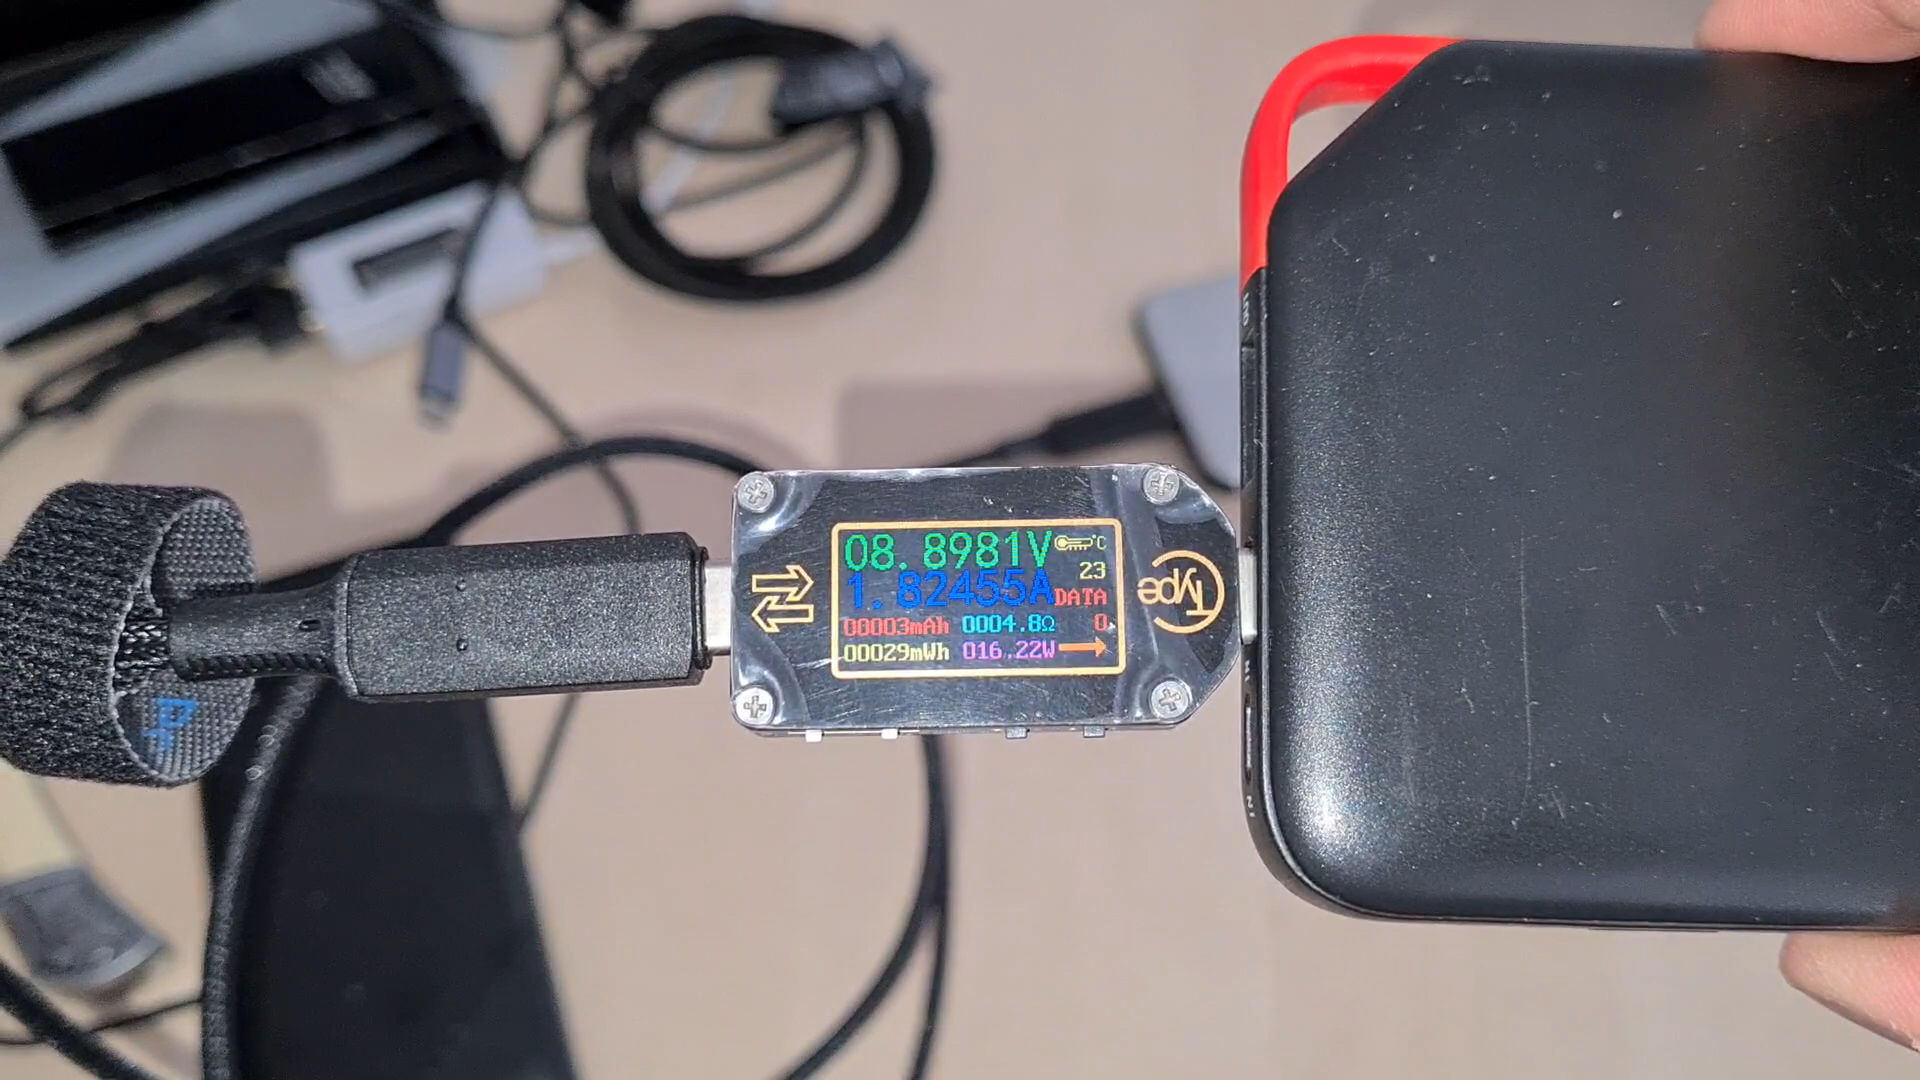 08.8981V °C
23
1.82455A DATA
00003mAh 0004.8Ω 0
00029mWh 016.22W
Type